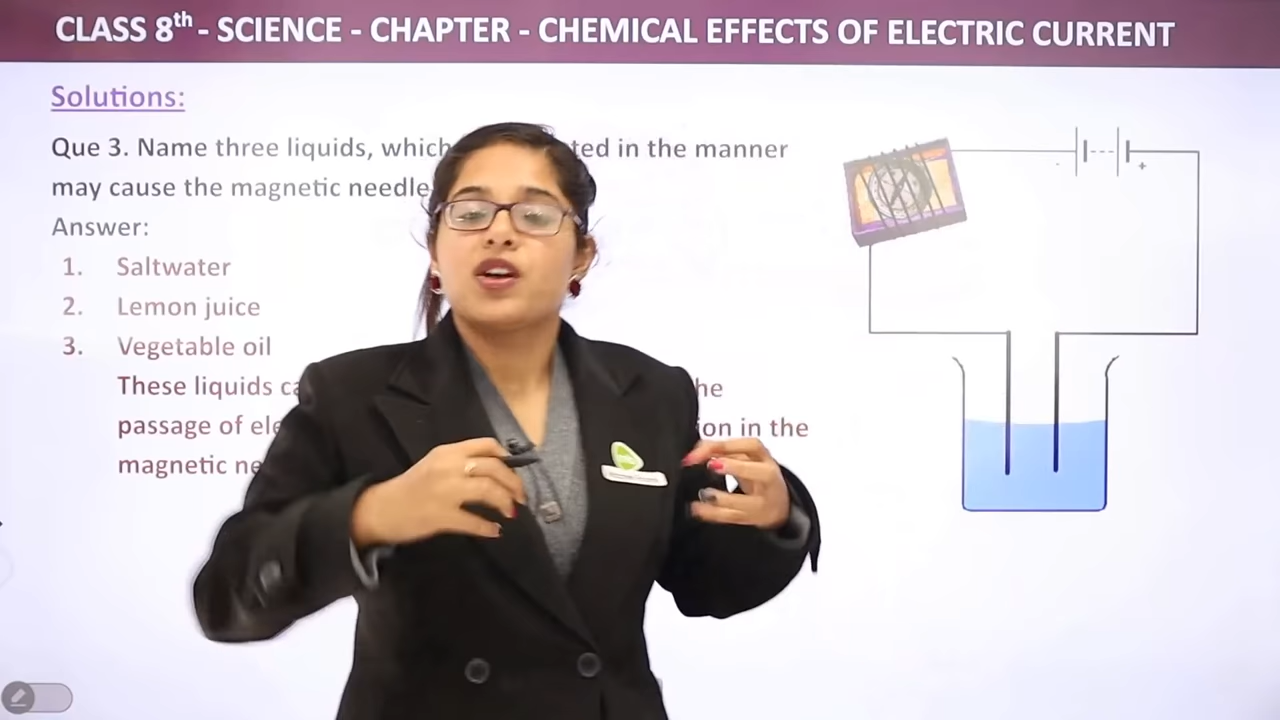 CLASS 8th - SCIENCE - CHAPTER - CHEMICAL EFFECTS OF ELECTRIC CURRENT
Solutions:
Que 3. Name three liquids, which ted in the manner
may cause the magnetic needle
Answer:
1. Saltwater
2. Lemon juice
3. Vegetable oil
These liquids ca he
passage of ele ion in the
magnetic ne
- +